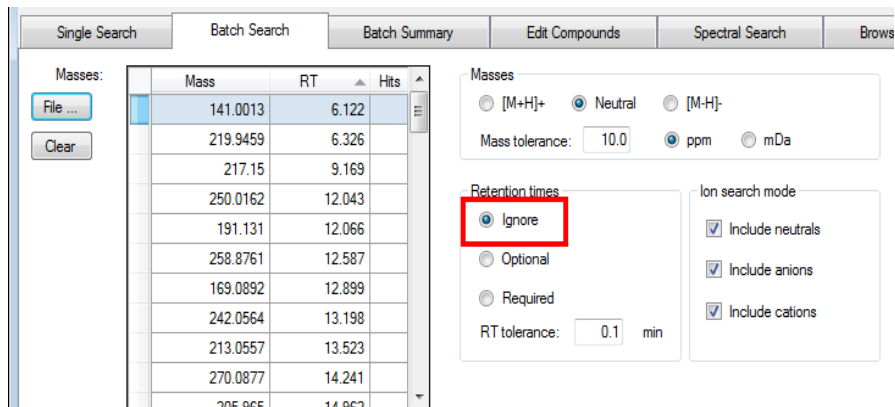 Single Search Batch Search Batch Summary Edit Compounds Spectral Search Brows
Masses:
File ...
Clear
Mass RT Hits
141.0013 6.122
219.9459 6.326
217.15 9.169
250.0162 12.043
191.131 12.066
258.8761 12.587
169.0892 12.899
242.0564 13.198
213.0557 13.523
270.0877 14.241
205.965 14.962
Masses
[M+H]+ Neutral [M-H]-
Mass tolerance: 10.0 ppm mDa
Retention times
Ignore
Optional
Required
RT tolerance: 0.1 min
Ion search mode
Include neutrals
Include anions
Include cations